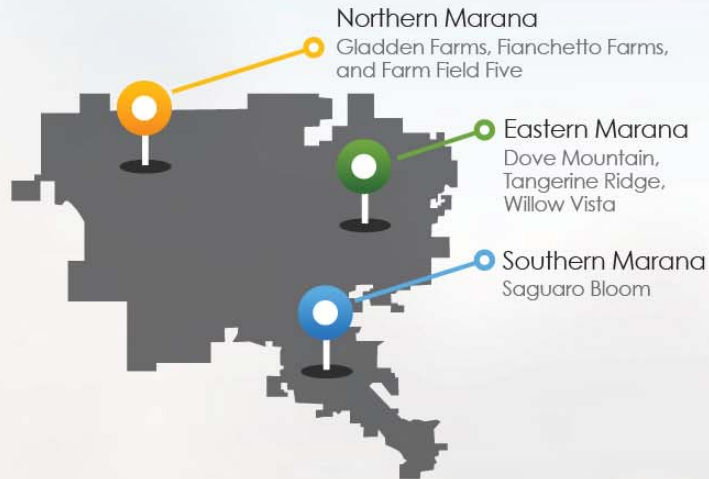 Northern Marana
Gladden Farms, Fianchetto Farms,
and Farm Field Five
Eastern Marana
Dove Mountain,
Tangerine Ridge,
Willow Vista
Southern Marana
Saguaro Bloom